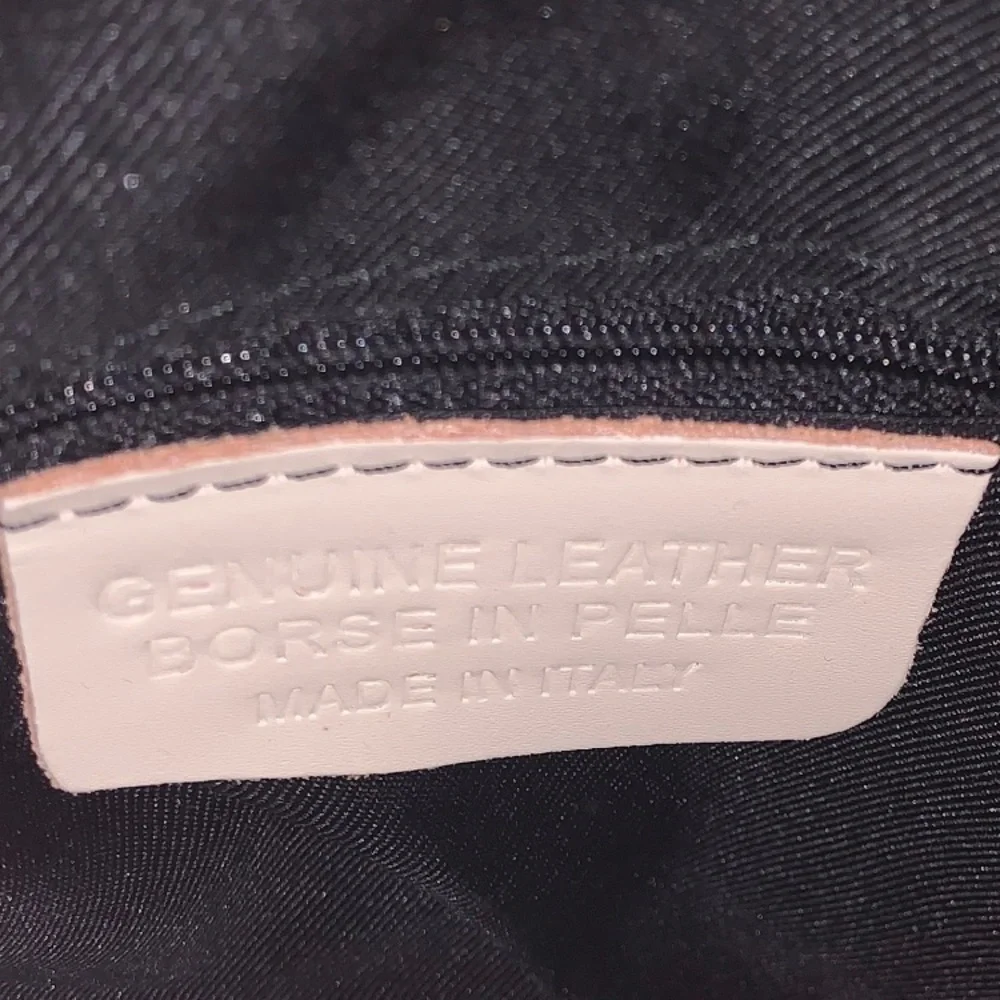 GENUINE LEATHER
BORSE IN PELLE
MADE IN ITALY